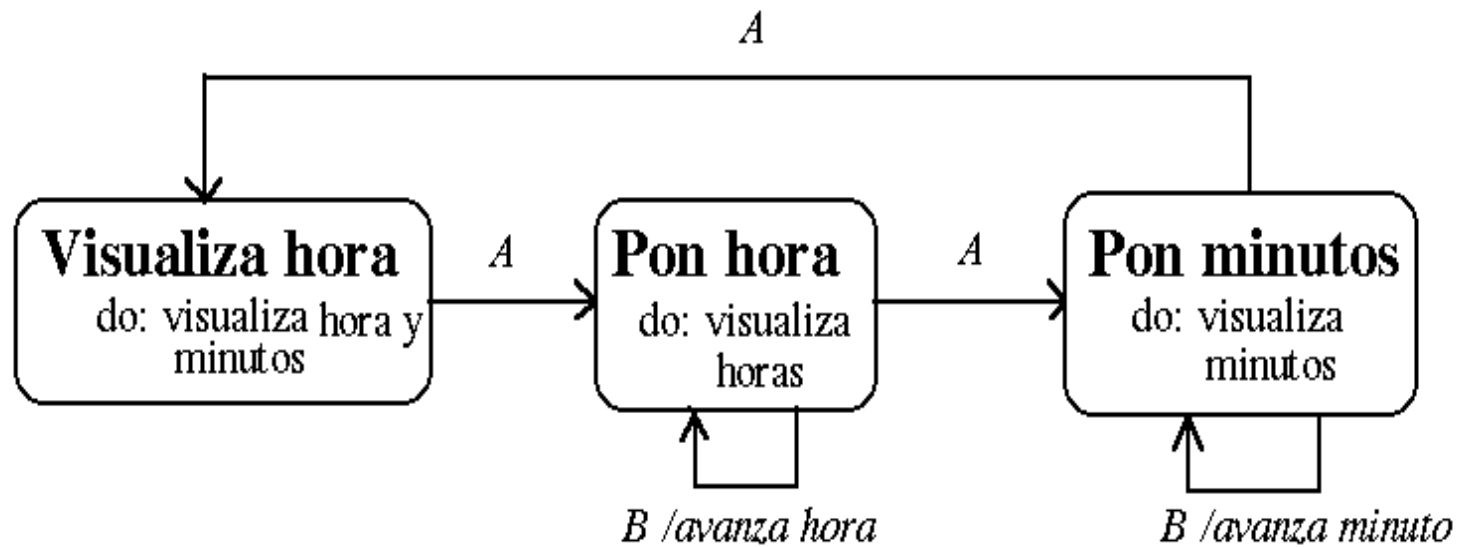 A
Visualiza hora
do: visualiza hora y
minutos
A
Pon hora
do: visualiza
horas
A
Pon minutos
do: visualiza
minutos
B /avanza hora
B /avanza minuto